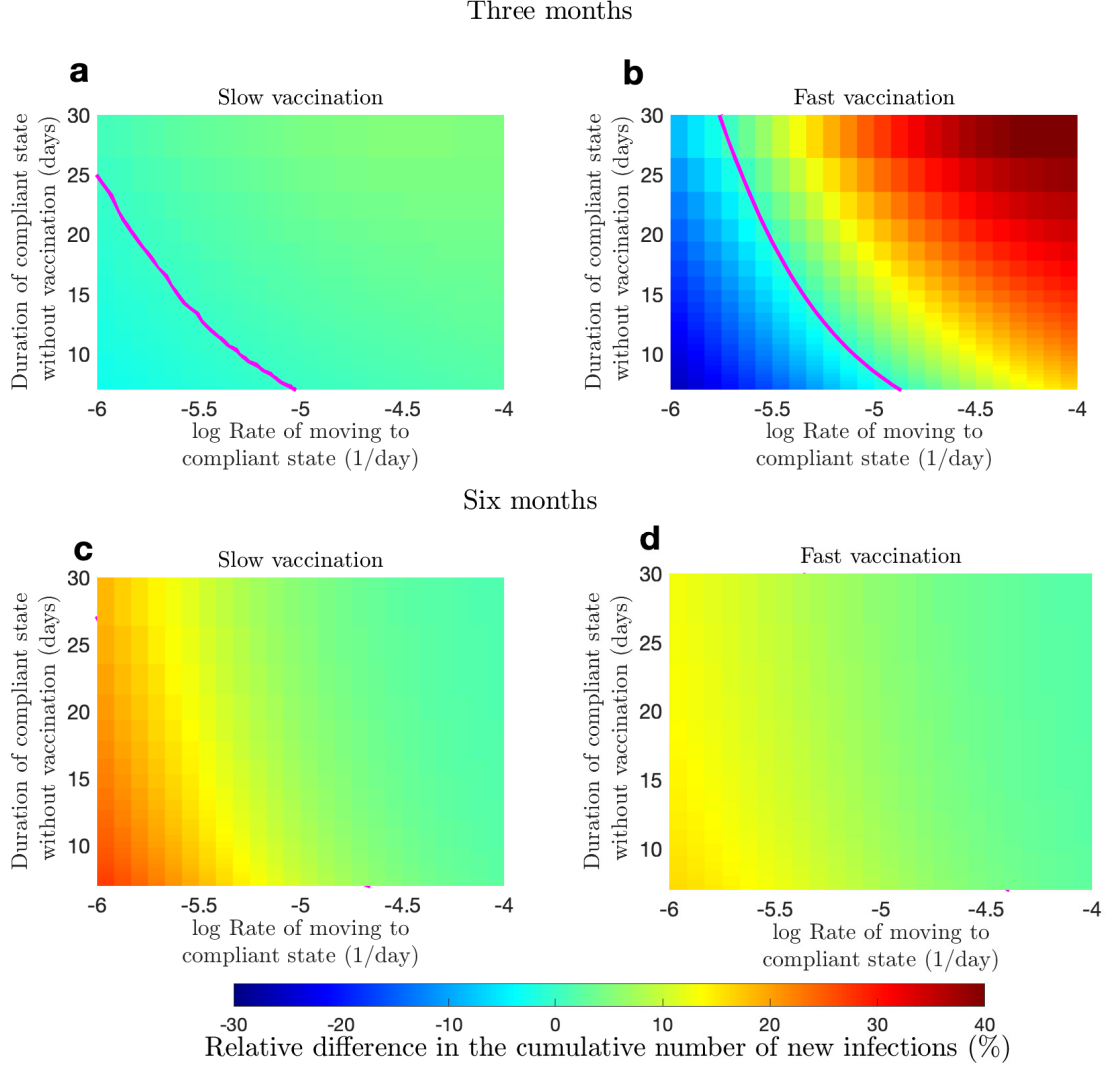 Three months
a
b
Slow vaccination
Fast vaccination
Duration of compliant state
without vaccination (days)
30
25
20
15
10
-6 -5.5 -5 -4.5 -4
log Rate of moving to
compliant state (1/day)
Duration of compliant state
without vaccination (days)
30
25
20
15
10
-6 -5.5 -5 -4.5 -4
log Rate of moving to
compliant state (1/day)
Six months
c
d
Slow vaccination
Fast vaccination
Duration of compliant state
without vaccination (days)
30
25
20
15
10
-6 -5.5 -5 -4.5 -4
log Rate of moving to
compliant state (1/day)
Duration of compliant state
without vaccination (days)
30
25
20
15
10
-6 -5.5 -5 -4.5 -4
log Rate of moving to
compliant state (1/day)
-30 -20 -10 0 10 20 30 40
Relative difference in the cumulative number of new infections (%)